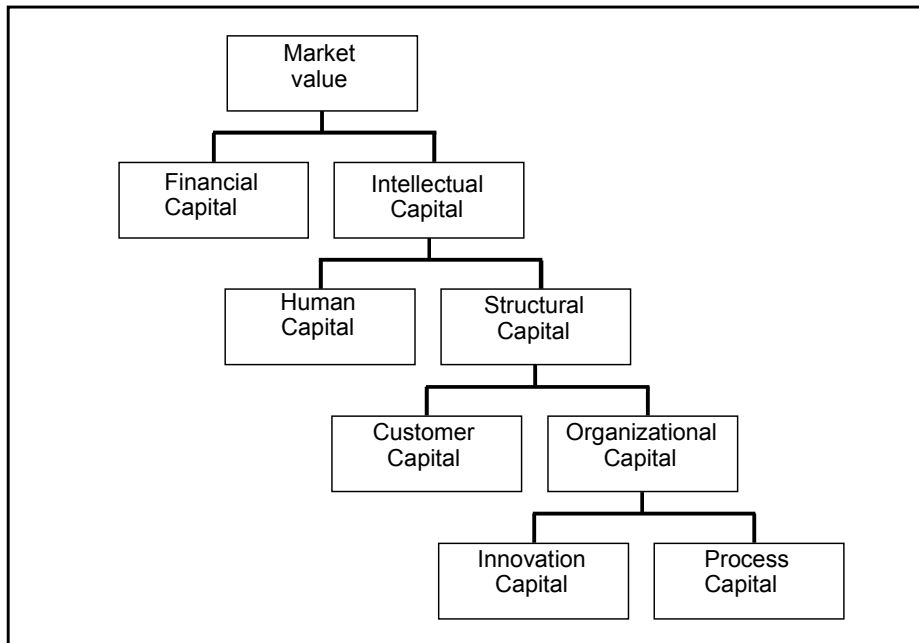 Market
value
Financial
Capital
Intellectual
Capital
Human
Capital
Structural
Capital
Customer
Capital
Organizational
Capital
Innovation
Capital
Process
Capital